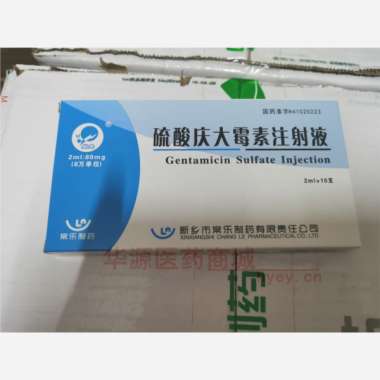 国药准字H41020223
硫酸庆大霉素注射液
Gentamicin Sulfate Injection
2ml:80mg
(8万单位)
2ml×10支
常乐制药
新乡市常乐制药有限责任公司
XINXIANGSHI CHANG LE PHARMACEUTICAL CO., LTD
华源医药商城
药